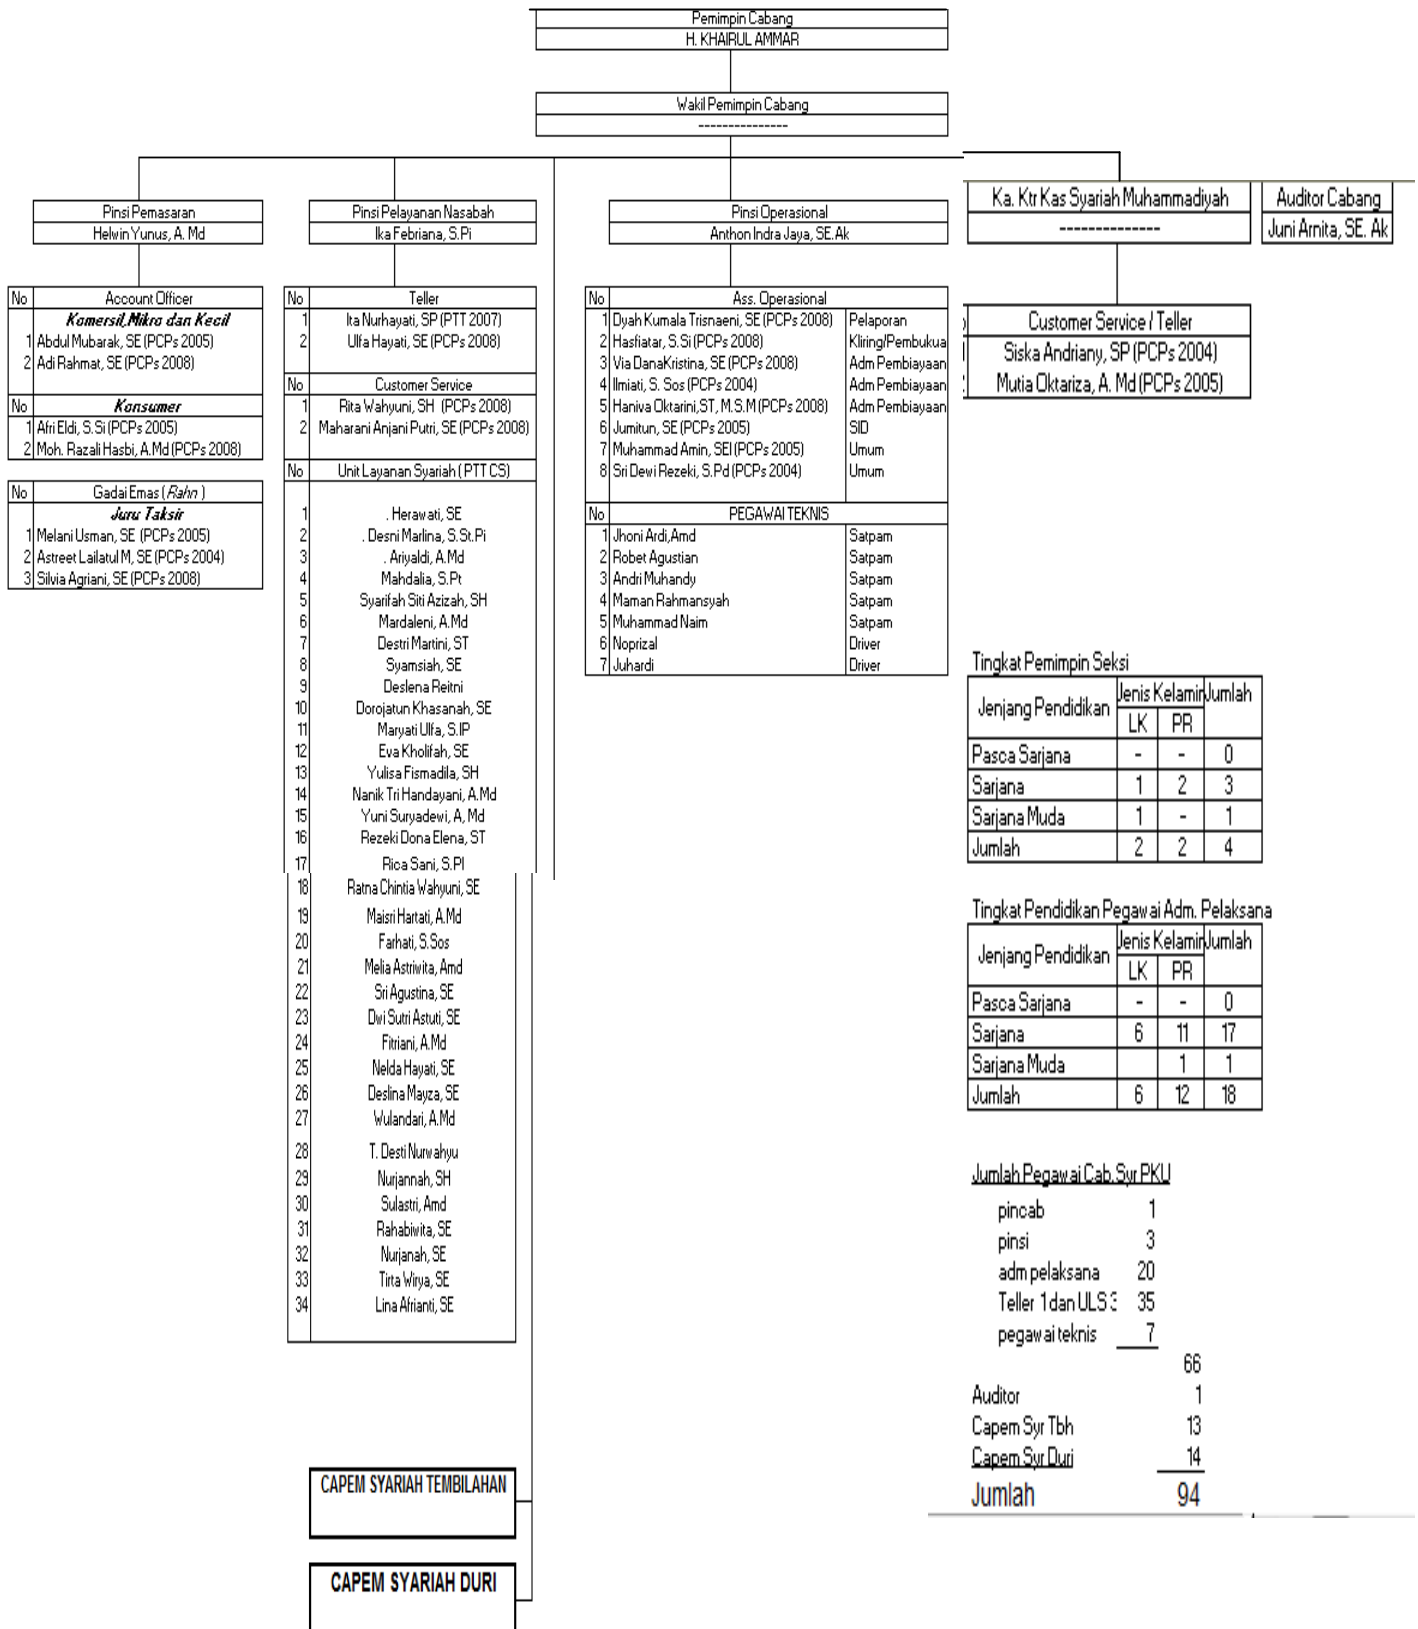 Pemimpin Cabang
H. KHAIRUL AMMAR
Wakil Pemimpin Cabang
---------------
Pinsi Pemasaran
Helwin Yunus, A. Md
Pinsi Pelayanan Nasabah
Ika Febriana, S.Pi
Pinsi Operasional
Anthon Indra Jaya, SE.Ak
Ka. Ktr Kas Syariah Muhammadiyah
--------------
Auditor Cabang
Juni Arnita, SE. Ak
No Account Officer
Komersil,Mikro dan Kecil
1 Abdul Mubarak, SE (PCPs 2005)
2 Adi Rahmat, SE (PCPs 2008)
No Konsumer
1 Afri Eldi, S.Si (PCPs 2005)
2 Moh. Razali Hasbi, A.Md (PCPs 2008)
No Gadai Emas ( Rahn )
Juru Taksir
1 Melani Usman, SE (PCPs 2005)
2 Astreet Lailatul M, SE (PCPs 2004)
3 Silvia Agriani, SE (PCPs 2008)
No Teller
1 Ita Nurhayati, SP (PTT 2007)
2 Ulfa Hayati, SE (PCPs 2008)
No Customer Service
1 Rita Wahyuni, SH (PCPs 2008)
2 Maharani Anjani Putri, SE (PCPs 2008)
No Unit Layanan Syariah ( PTT CS)
1 . Herawati, SE
2 . Desni Marlina, S.St.Pi
3 . Ariyaldi, A.Md
4 Mahdalia, S.Pt
5 Syarifah Siti Azizah, SH
6 Mardaleni, A.Md
7 Destri Martini, ST
8 Syamsiah, SE
9 Deslena Reitni
10 Dorojatun Khasanah, SE
11 Maryati Ulfa, S.IP
12 Eva Kholifah, SE
13 Yulisa Fismadila, SH
14 Nanik Tri Handayani, A.Md
15 Yuni Suryadewi, A, Md
16 Rezeki Dona Elena, ST
17 Rica Sani, S.PI
18 Ratna Chintia Wahyuni, SE
19 Maisri Hartati, A.Md
20 Farhati, S.Sos
21 Melia Astriwita, Amd
22 Sri Agustina, SE
23 Dwi Sutri Astuti, SE
24 Fitriani, A.Md
25 Nelda Hayati, SE
26 Deslina Mayza, SE
27 Wulandari, A.Md
28 T. Desti Nurwahyu
29 Nurjannah, SH
30 Sulastri, Amd
31 Rahabiwita, SE
32 Nurjanah, SE
33 Tirta Wirya, SE
34 Lina Afrianti, SE
No Ass. Operasional
1 Dyah Kumala Trisnaeni, SE (PCPs 2008) Pelaporan
2 Hasfiatar, S.Si (PCPs 2008) Kliring/Pembukua
3 Via DanaKristina, SE (PCPs 2008) Adm Pembiayaan
4 Ilmiati, S. Sos (PCPs 2004) Adm Pembiayaan
5 Haniva Oktarini,ST, M.S.M (PCPs 2008) Adm Pembiayaan
6 Jumitun, SE (PCPs 2005) SID
7 Muhammad Amin, SEI (PCPs 2005) Umum
8 Sri Dewi Rezeki, S.Pd (PCPs 2004) Umum
No PEGAWAI TEKNIS
1 Jhoni Ardi,Amd Satpam
2 Robet Agustian Satpam
3 Andri Muhandy Satpam
4 Maman Rahmansyah Satpam
5 Muhammad Naim Satpam
6 Noprizal Driver
7 Juhardi Driver
Customer Service / Teller
Siska Andriany, SP (PCPs 2004)
Mutia Oktariza, A. Md (PCPs 2005)
Tingkat Pemimpin Seksi
Jenjang Pendidikan Jenis Kelamin Jumlah
LK PR
Pasca Sarjana - - 0
Sarjana 1 2 3
Sarjana Muda 1 - 1
Jumlah 2 2 4
Tingkat Pendidikan Pegawai Adm. Pelaksana
Jenjang Pendidikan Jenis Kelamin Jumlah
LK PR
Pasca Sarjana - - 0
Sarjana 6 11 17
Sarjana Muda 1 1
Jumlah 6 12 18
Jumlah Pegawai Cab.Syr PKU
pincab 1
pinsi 3
adm pelaksana 20
Teller 1 dan ULS 3 35
pegawai teknis 7
66
Auditor 1
Capem Syr Tbh 13
Capem Syr Duri 14
Jumlah 94
CAPEM SYARIAH TEMBILAHAN
CAPEM SYARIAH DURI